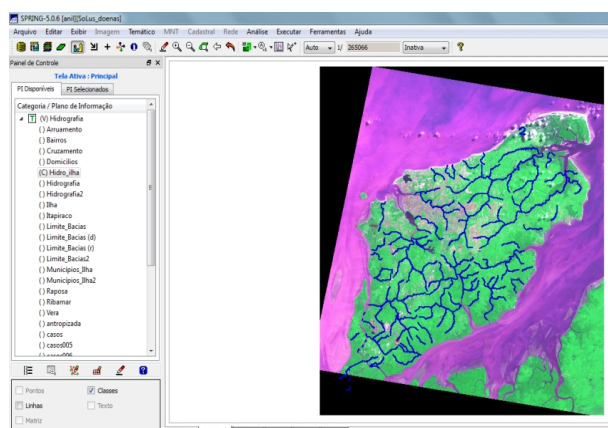 SPRING-5.0.6 [anil][SoLus_doenas]
Arquivo Editar Exibir Imagem Temático MNT Cadastral Rede Análise Executar Ferramentas Ajuda
Auto 1/ 265066 Inativa
Painel de Controle
Tela Ativa : Principal
PI Disponíveis PI Selecionados
Categoria / Plano de Informação
T (V) Hidrografia
( ) Arruamento
( ) Bairros
( ) Cruzamento
( ) Domicilios
(C) Hidro_ilha
( ) Hidrografia
( ) Hidrografia2
( ) Ilha
( ) Itapiraco
( ) Limite_Bacias
( ) Limite_Bacias (d)
( ) Limite_Bacias (r)
( ) Limite_Bacias2
( ) Municipios_Ilha
( ) Municipios_Ilha2
( ) Raposa
( ) Ribamar
( ) Vera
( ) antropizada
( ) casos
( ) casos005
( ) casos006
Pontos Classes
Linhas Texto
Matriz